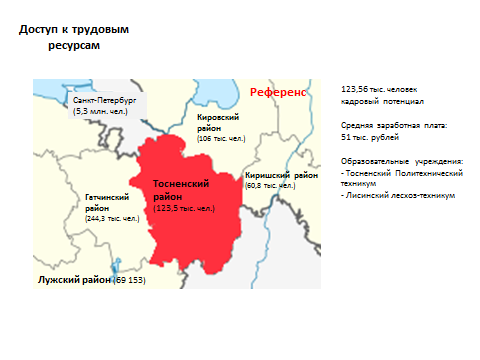 Доступ к трудовым
ресурсам
Санкт-Петербург
(5,3 млн. чел.)
Референс
Кировский
район
(106 тыс. чел.)
Киришский район
(60,8 тыс. чел.)
Тосненский
район
(123,5 тыс. чел.)
Гатчинский
район
(244,3 тыс. чел.)
Лужский район (69 153)
123,56 тыс. человек
кадровый потенциал
Средняя заработная плата:
51 тыс. рублей
Образовательные учреждения:
- Тосненский Политехнический
техникум
- Лисинский лесхоз-техникум